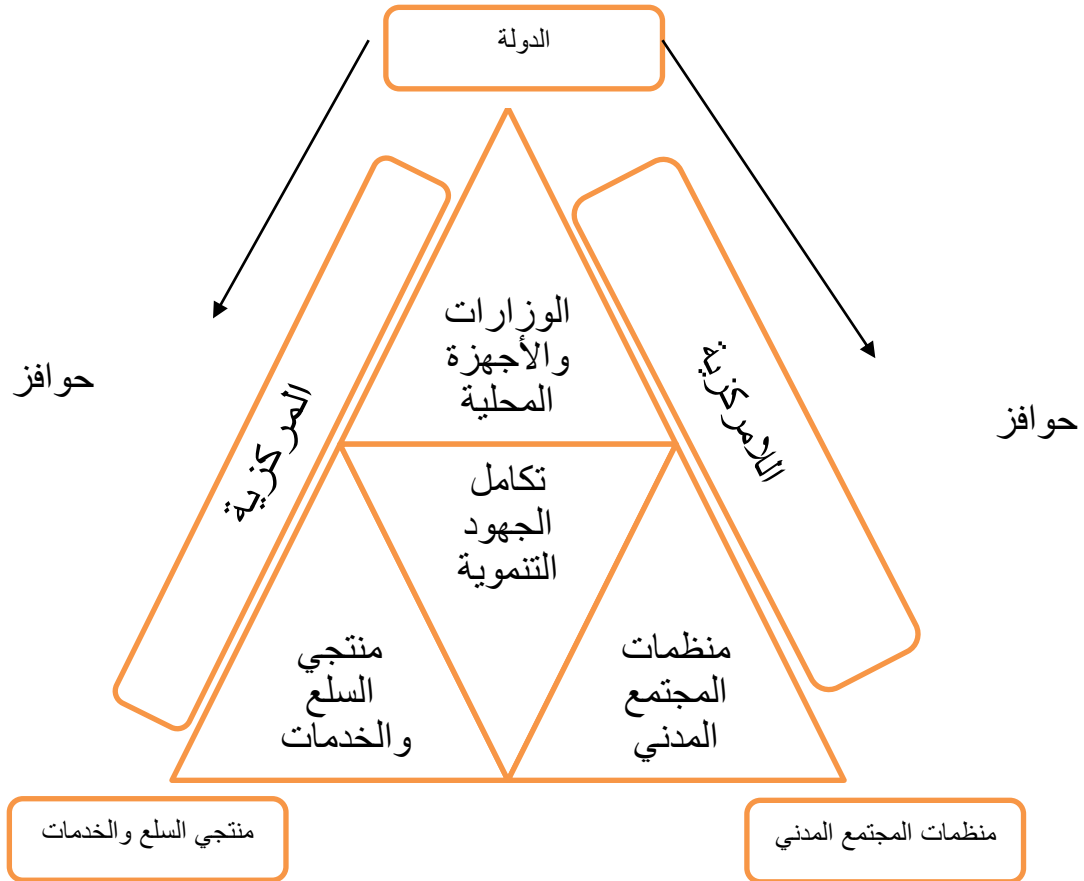 الدولة
الوزارات
والأجهزة
المحلية
اللامركزية
المركزية
حوافز
حوافز
تكامل
الجهود
التنموية
منظمات
المجتمع
المدني
منتجي
السلع
والخدمات
منظمات المجتمع المدني
منتجي السلع والخدمات